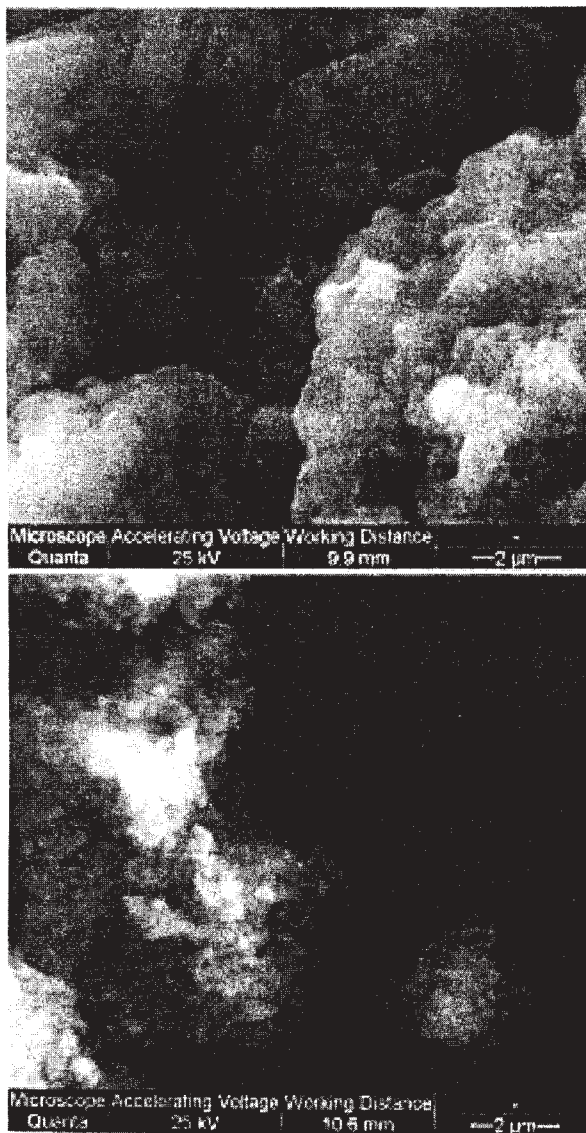 Microscope Accelerating Voltage Working Distance
Quanta 25 kV 9.9 mm 2 µm
Microscope Accelerating Voltage Working Distance
Quanta 25 kV 10.6 mm 2 µm